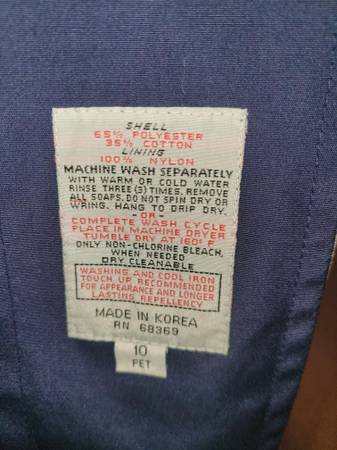 SHELL
65% POLYESTER
35% COTTON
LINING
100% NYLON
MACHINE WASH SEPARATELY
WITH WARM OR COLD WATER
RINSE THREE (3) TIMES. REMOVE
ALL SOAPS. DO NOT SPIN DRY OR
WRING. HANG TO DRIP DRY.
-OR-
COMPLETE WASH CYCLE
PLACE IN MACHINE DRYER
TUMBLE DRY AT 160° F
ONLY NON-CHLORINE BLEACH,
WHEN NEEDED
DRY CLEANABLE
WASHING AND COOL IRON
TOUCH UP RECOMMENDED
FOR APPEARANCE AND LONGER
LASTING REPELLENCY
MADE IN KOREA
RN 68369
10
PET